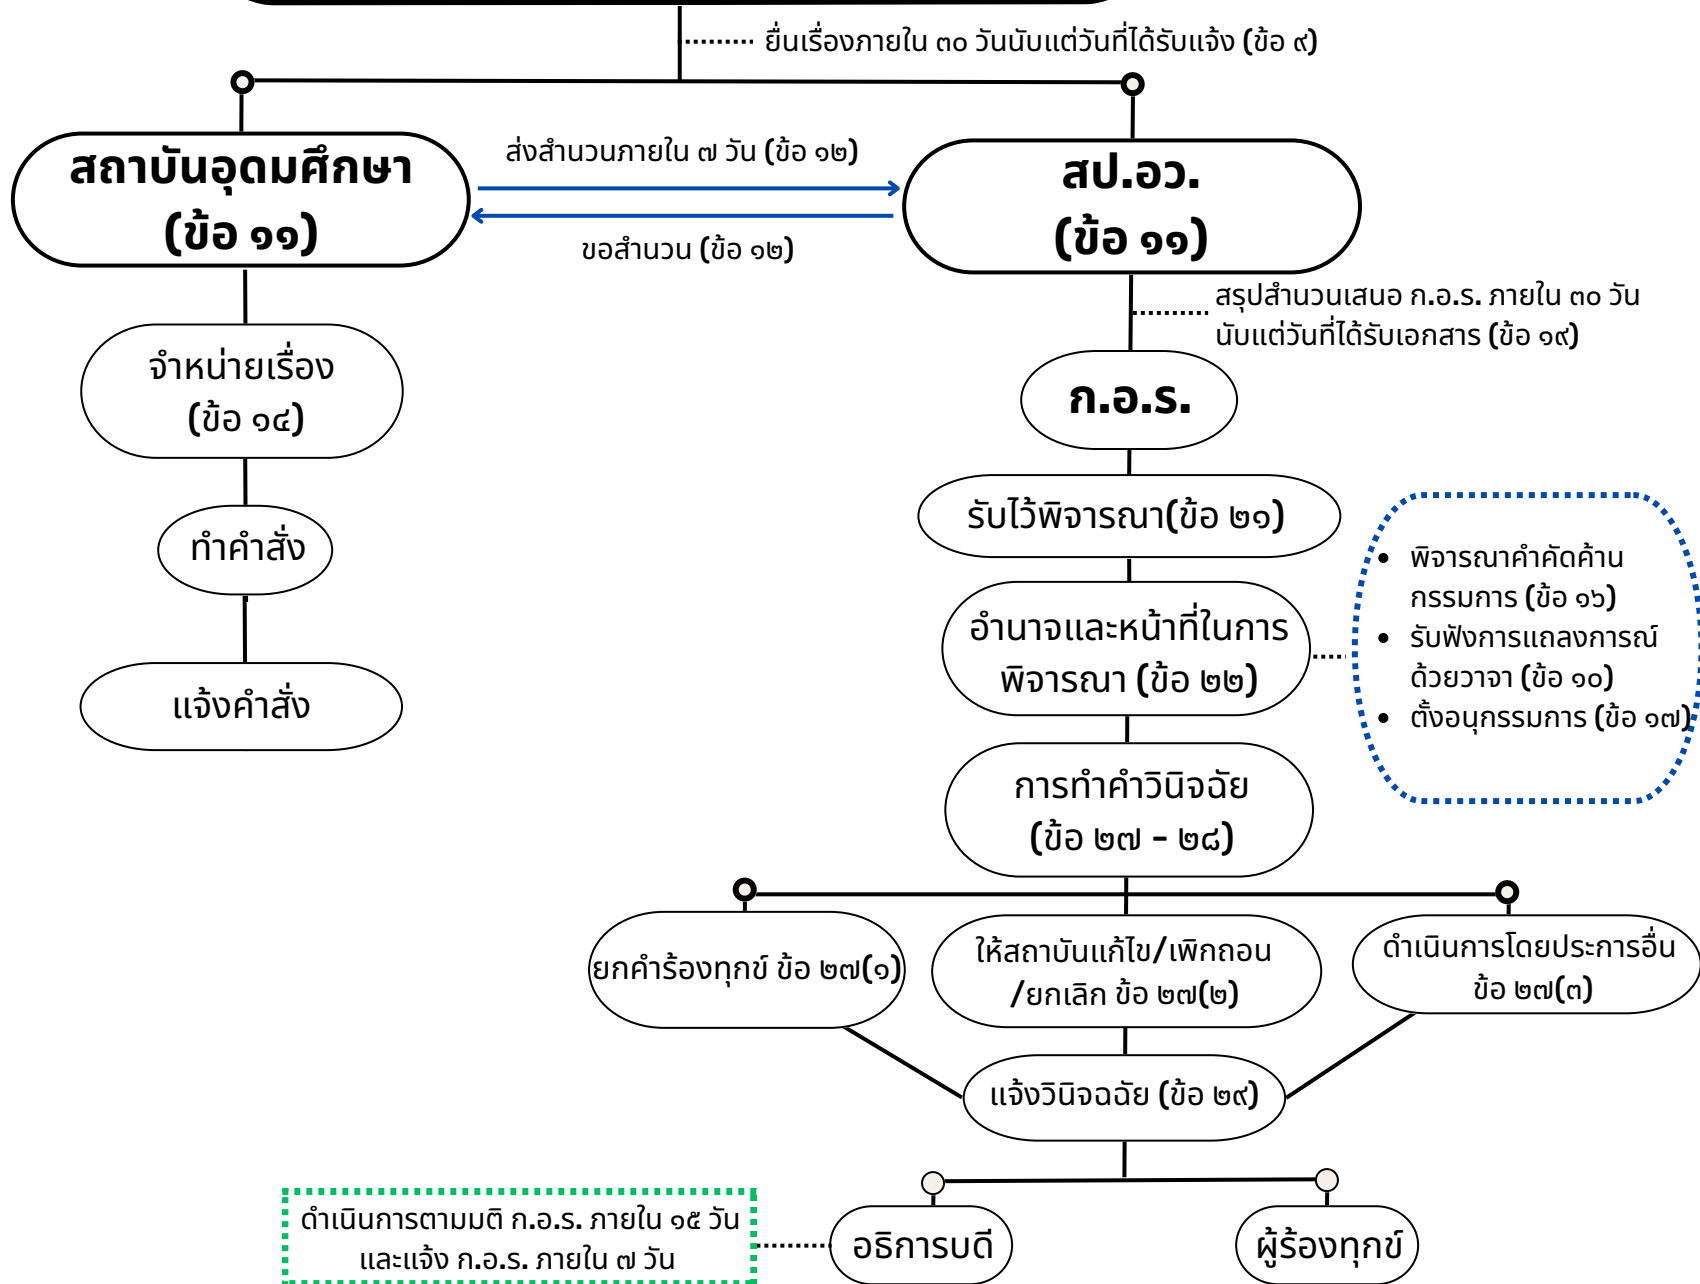 ยื่นเรื่องภายใน ๓๐ วันนับแต่วันที่ได้รับแจ้ง (ข้อ ๙)
สถาบันอุดมศึกษา
(ข้อ ๑๑)
ส่งสำนวนภายใน ๗ วัน (ข้อ ๑๒)
ขอสำนวน (ข้อ ๑๒)
สป.อว.
(ข้อ ๑๑)
สรุปสำนวนเสนอ ก.อ.ร. ภายใน ๓๐ วัน
นับแต่วันที่ได้รับเอกสาร (ข้อ ๑๙)
จำหน่ายเรื่อง
(ข้อ ๑๔)
ทำคำสั่ง
แจ้งคำสั่ง
ก.อ.ร.
รับไว้พิจารณา(ข้อ ๒๑)
อำนาจและหน้าที่ในการ
พิจารณา (ข้อ ๒๒)
• พิจารณาคำคัดค้าน
กรรมการ (ข้อ ๑๖)
• รับฟังการแถลงการณ์
ด้วยวาจา (ข้อ ๑๐)
• ตั้งอนุกรรมการ (ข้อ ๑๗)
การทำคำวินิจฉัย
(ข้อ ๒๗ - ๒๘)
ยกคำร้องทุกข์ ข้อ ๒๗(๑)
ให้สถาบันแก้ไข/เพิกถอน
/ยกเลิก ข้อ ๒๗(๒)
ดำเนินการโดยประการอื่น
ข้อ ๒๗(๓)
แจ้งวินิจฉฉัย (ข้อ ๒๙)
ดำเนินการตามมติ ก.อ.ร. ภายใน ๑๕ วัน
และแจ้ง ก.อ.ร. ภายใน ๗ วัน
อธิการบดี
ผู้ร้องทุกข์